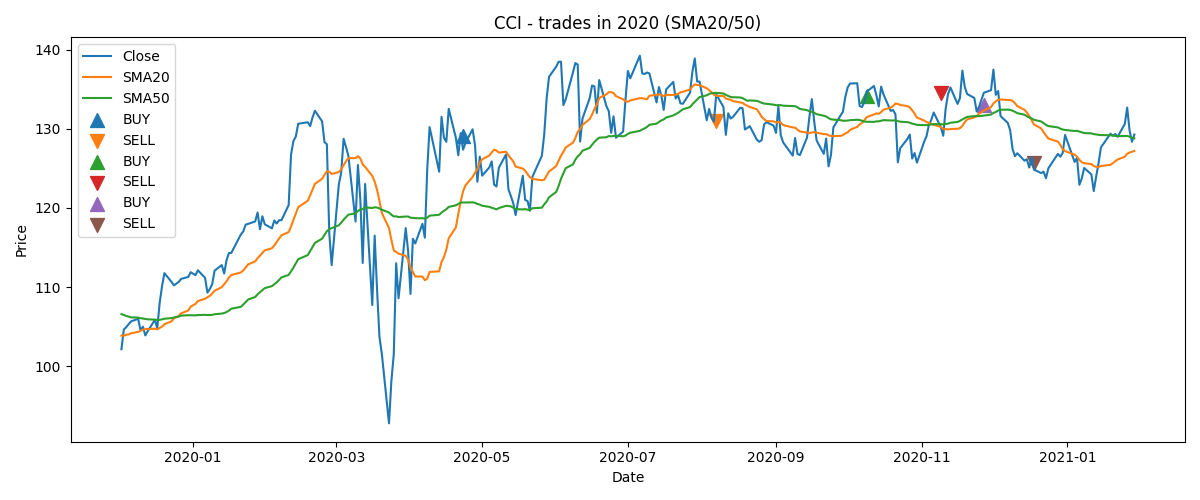 CCI - trades in 2020 (SMA20/50)
Close
SMA20
SMA50
BUY
SELL
BUY
SELL
BUY
SELL
140
130
120
110
100
Price
2020-01 2020-03 2020-05 2020-07 2020-09 2020-11 2021-01
Date